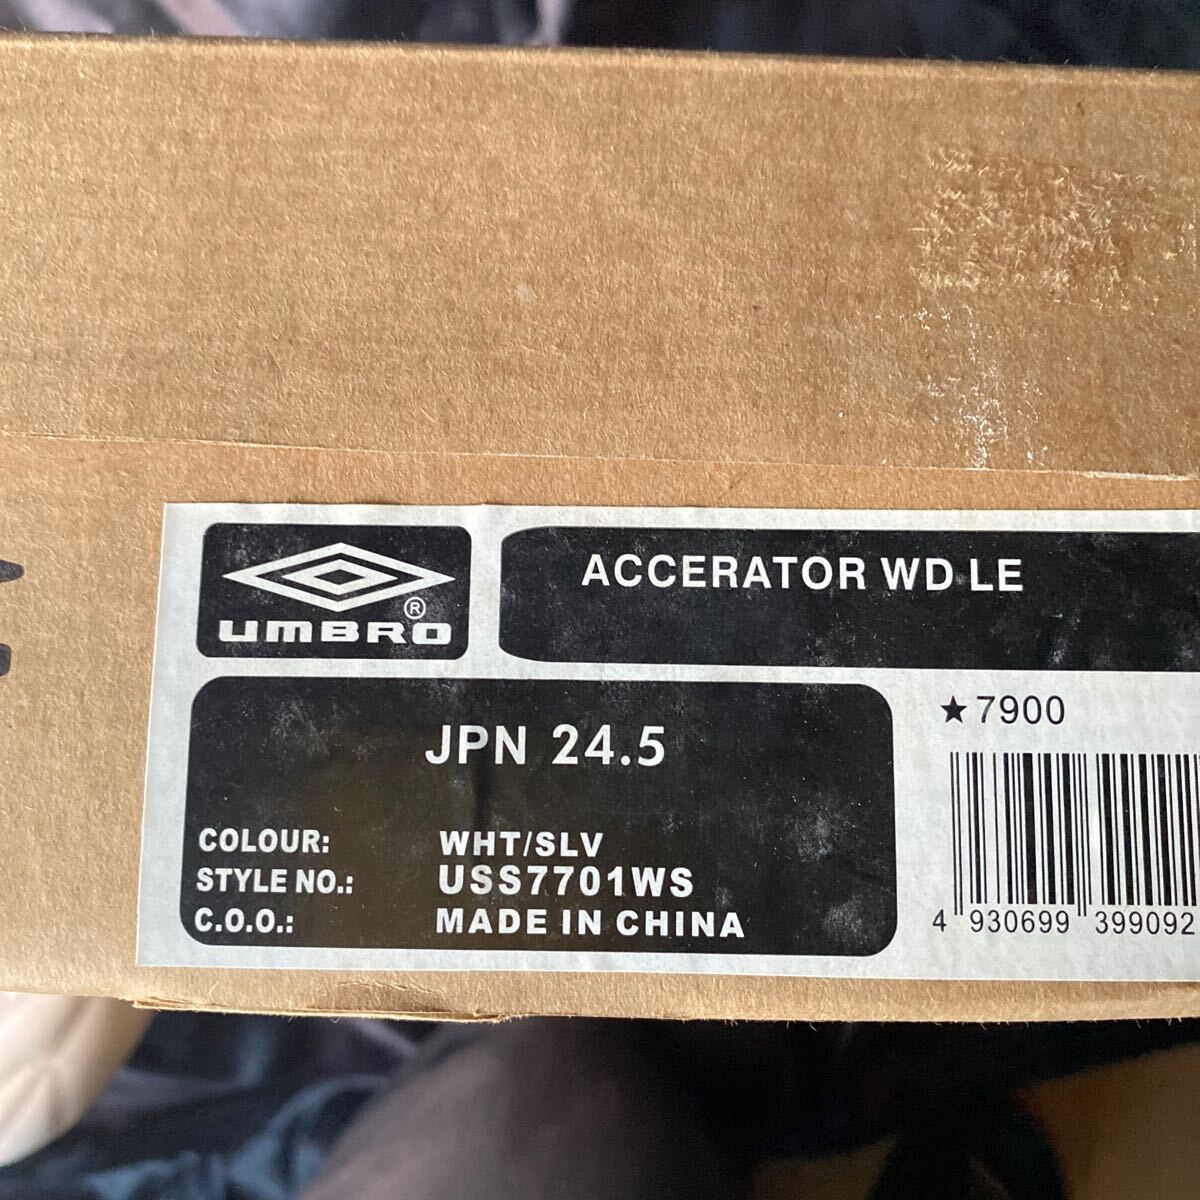 UMBRO®
ACCERATOR WD LE
JPN 24.5
COLOUR: WHT/SLV
STYLE NO.: USS7701WS
C.O.O.: MADE IN CHINA
★7900
4 930699 399092